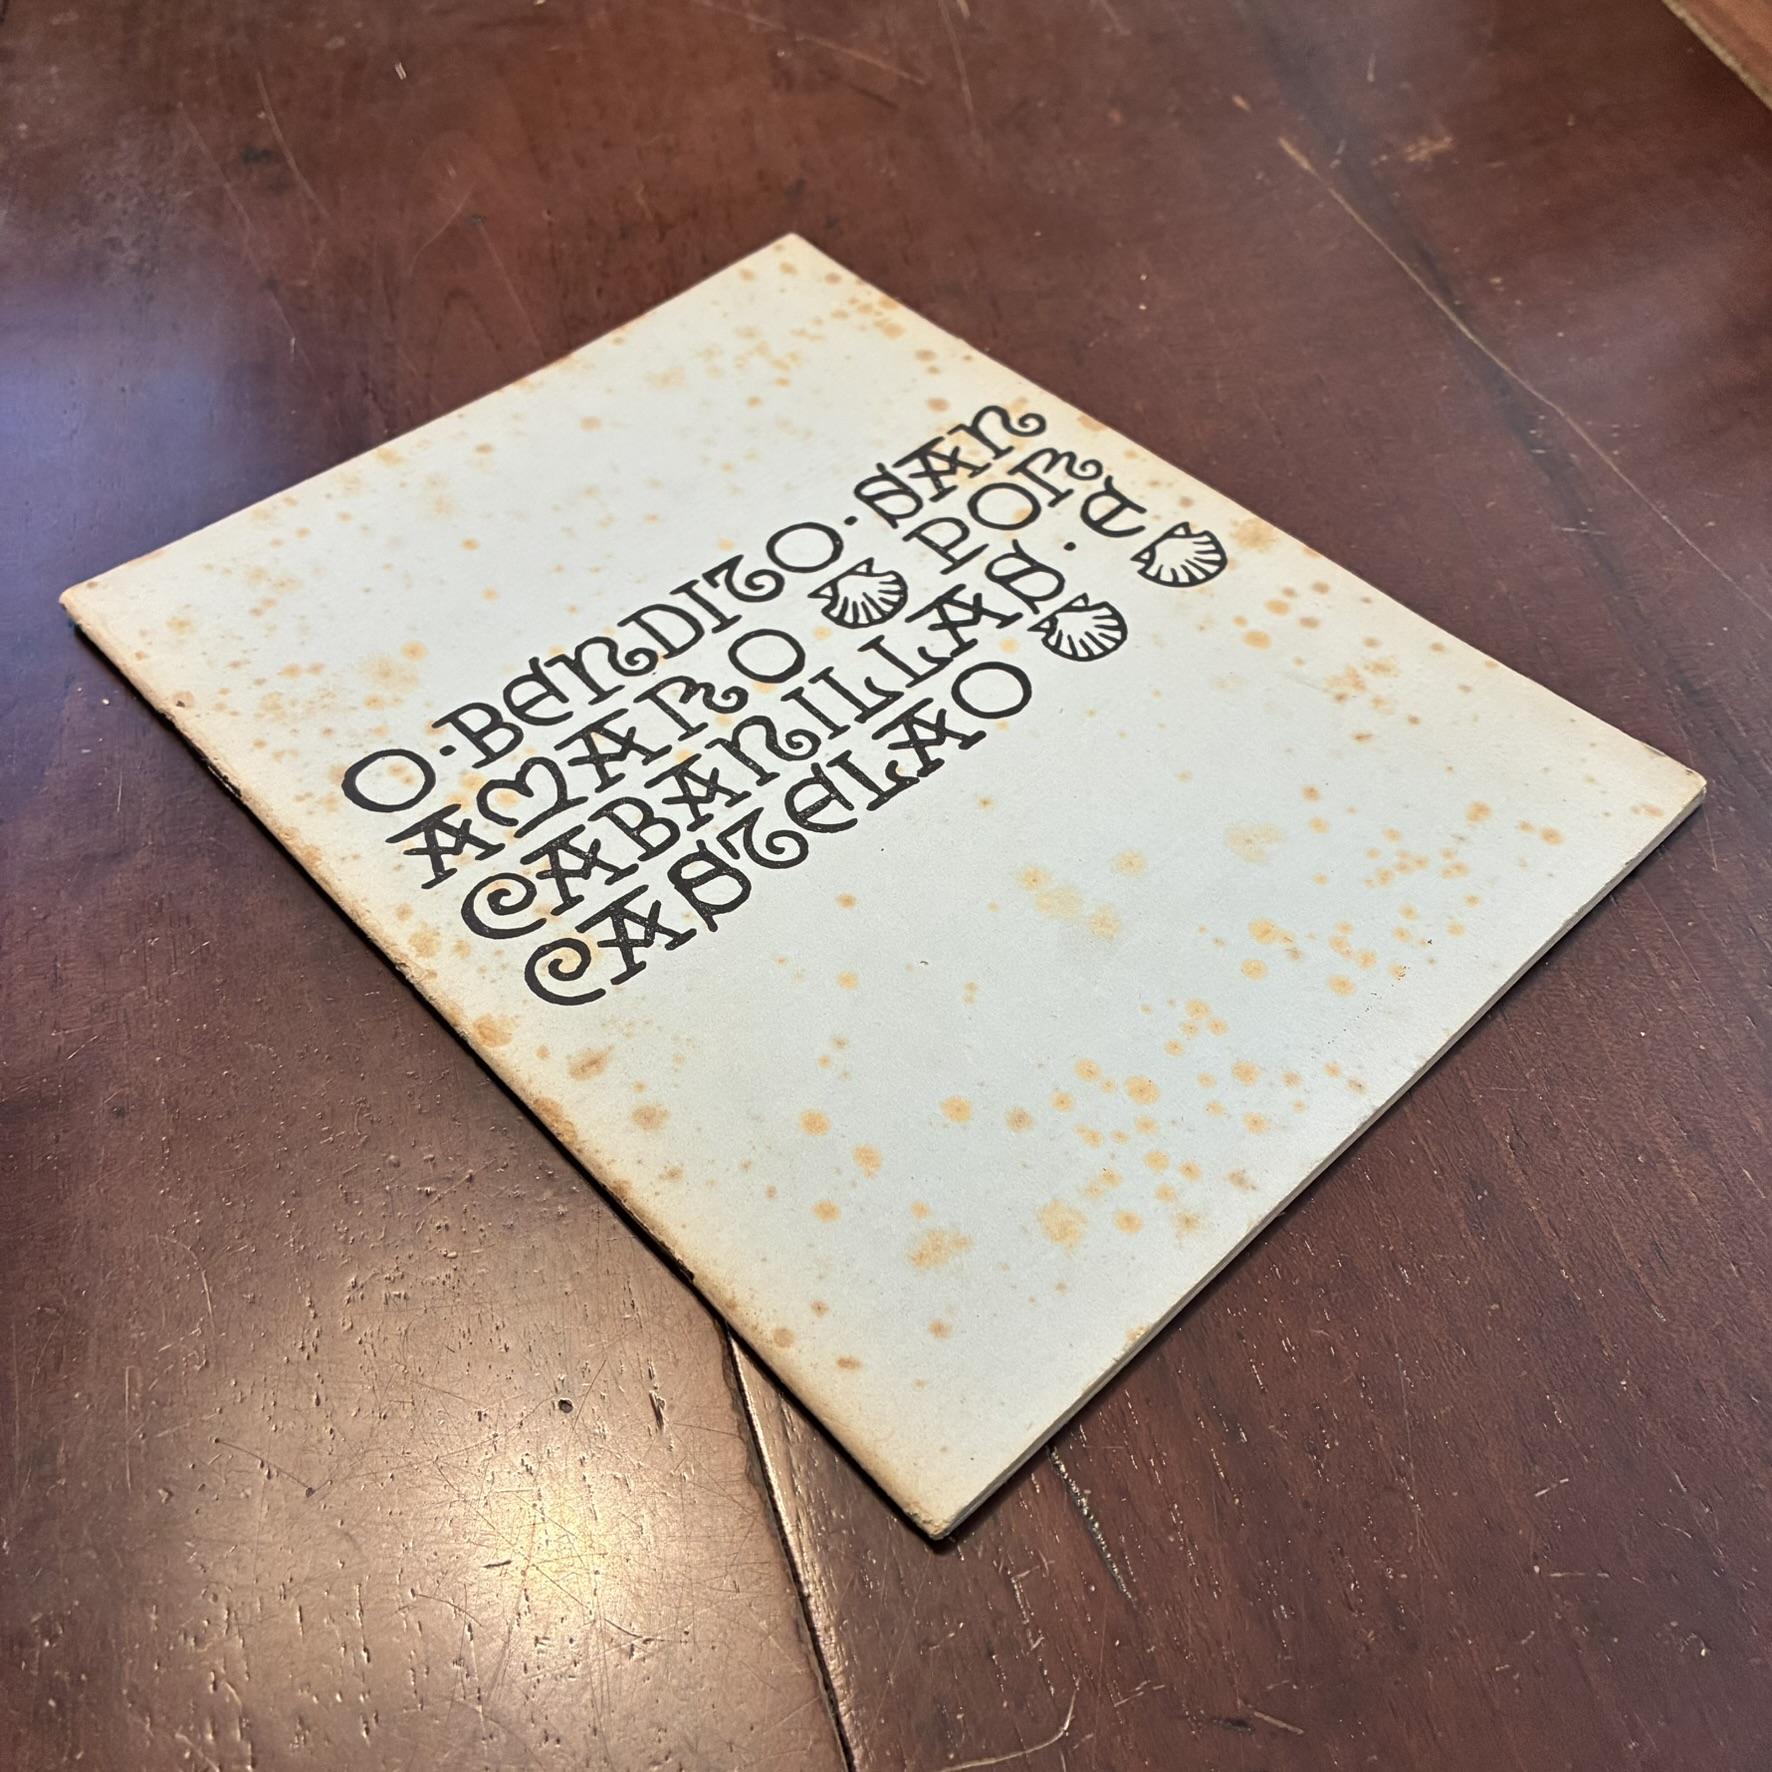 O·BENDITO·SAN
AMARO POR
CABANILLAS·E
CASTELAO